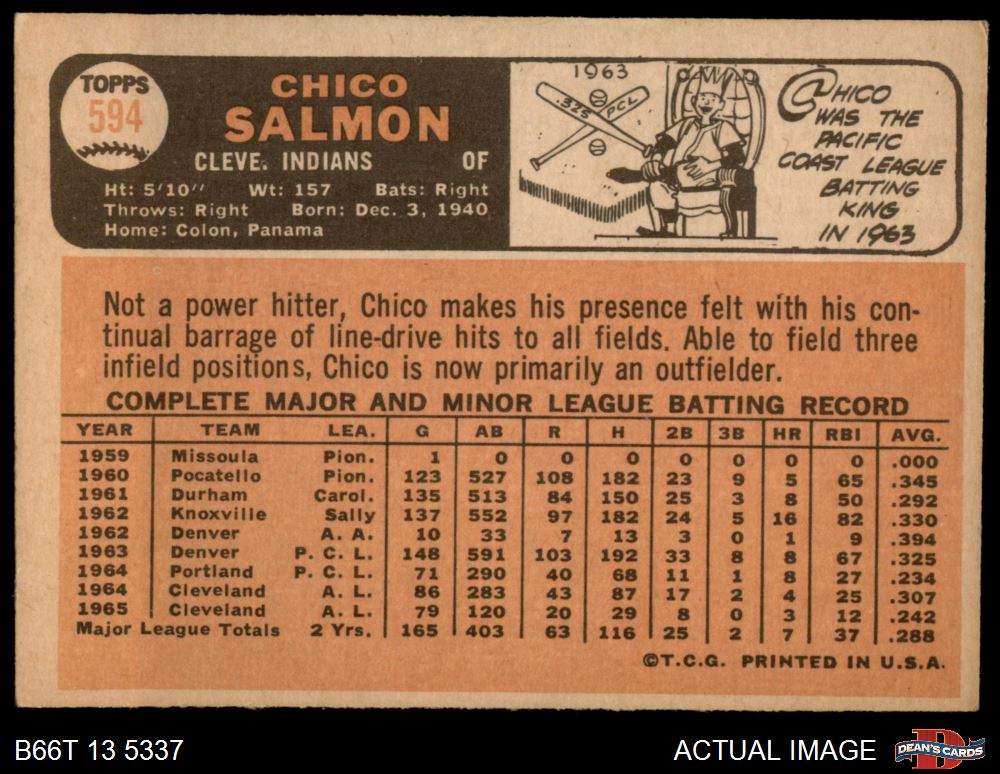 TOPPS
594
CHICO
SALMON
CLEVE. INDIANS OF
Ht: 5'10" Wt: 157 Bats: Right
Throws: Right Born: Dec. 3, 1940
Home: Colon, Panama
1963
.325 PCL
CHICO
WAS THE
PACIFIC
COAST LEAGUE
BATTING
KING
IN 1963
Not a power hitter, Chico makes his presence felt with his con-
tinual barrage of line-drive hits to all fields. Able to field three
infield positions, Chico is now primarily an outfielder.
COMPLETE MAJOR AND MINOR LEAGUE BATTING RECORD
YEAR TEAM LEA. G AB R H 2B 3B HR RBI AVG.
1959 Missoula Pion. 1 0 0 0 0 0 0 0 .000
1960 Pocatello Pion. 123 527 108 182 23 9 5 65 .345
1961 Durham Carol. 135 513 84 150 25 3 8 50 .292
1962 Knoxville Sally 137 552 97 182 24 5 16 82 .330
1962 Denver A. A. 10 33 7 13 3 0 1 9 .394
1963 Denver P. C. L. 148 591 103 192 33 8 8 67 .325
1964 Portland P. C. L. 71 290 40 68 11 1 8 27 .234
1964 Cleveland A. L. 86 283 43 87 17 2 4 25 .307
1965 Cleveland A. L. 79 120 20 29 8 0 3 12 .242
Major League Totals 2 Yrs. 165 403 63 116 25 2 7 37 .288
©T.C.G. PRINTED IN U.S.A.
B66T 13 5337 ACTUAL IMAGE DEAN'S CARDS